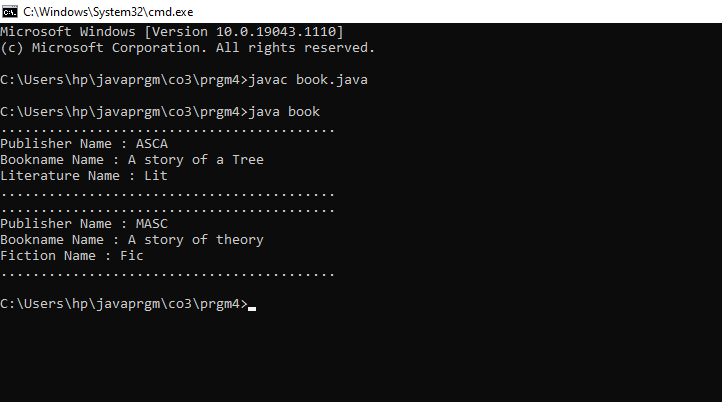 C:\Windows\System32\cmd.exe
Microsoft Windows [Version 10.0.19043.1110]
(c) Microsoft Corporation. All rights reserved.
C:\Users\hp\javaprgm\co3\prgm4>javac book.java
C:\Users\hp\javaprgm\co3\prgm4>java book
..........................................
Publisher Name : ASCA
Bookname Name : A story of a Tree
Literature Name : Lit
..........................................
..........................................
Publisher Name : MASC
Bookname Name : A story of theory
Fiction Name : Fic
..........................................
C:\Users\hp\javaprgm\co3\prgm4>